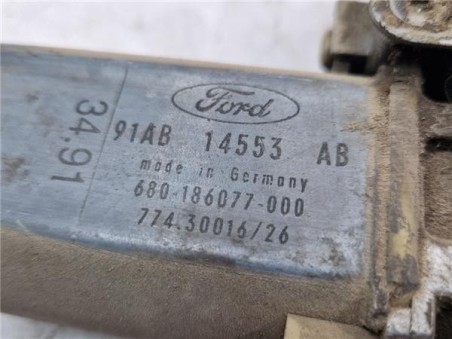 Ford
91AB 14553 AB
made in Germany
680-186077-000
774.30016/26
34.91